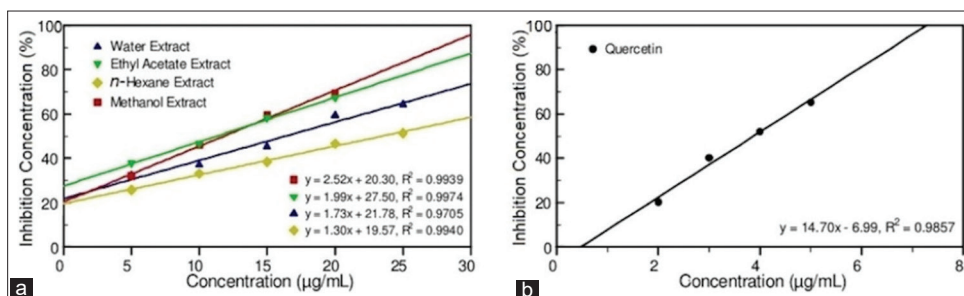 Inhibition Concentration (%)
100
80
60
40
20
0
Water Extract
Ethyl Acetate Extract
n-Hexane Extract
Methanol Extract
y = 2.52x + 20.30, R² = 0.9939
y = 1.99x + 27.50, R² = 0.9974
y = 1.73x + 21.78, R² = 0.9705
y = 1.30x + 19.57, R² = 0.9940
0 5 10 15 20 25 30
Concentration (µg/mL)
a
Inhibition Concentration (%)
100
80
60
40
20
0
Quercetin
y = 14.70x - 6.99, R² = 0.9857
2 4 6 8
Concentration (µg/mL)
b